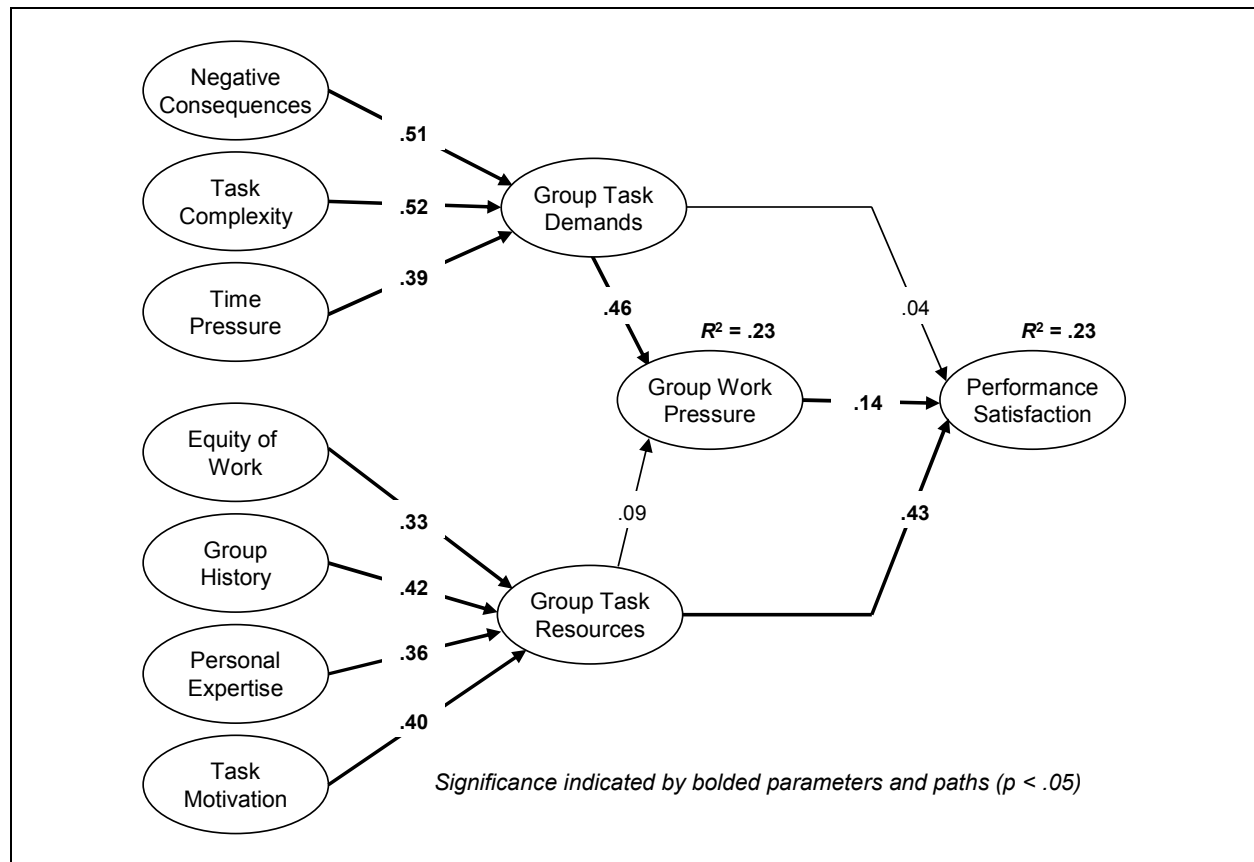 Negative
Consequences
.51
Task
Complexity
.52
Time
Pressure
.39
Group Task
Demands
.46
.04
R² = .23
R² = .23
Group Work
Pressure
.14
Performance
Satisfaction
Equity of
Work
.33
Group
History
.42
Personal
Expertise
.36
Task
Motivation
.40
.09
.43
Group Task
Resources
Significance indicated by bolded parameters and paths (p < .05)